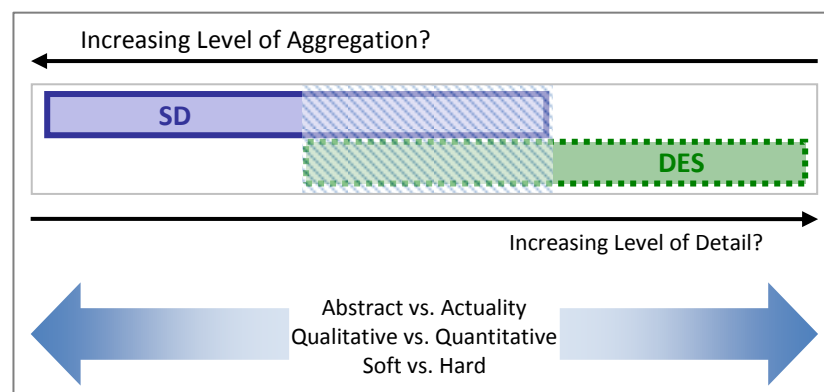 Increasing Level of Aggregation?
SD
DES
Increasing Level of Detail?
Abstract vs. Actuality
Qualitative vs. Quantitative
Soft vs. Hard